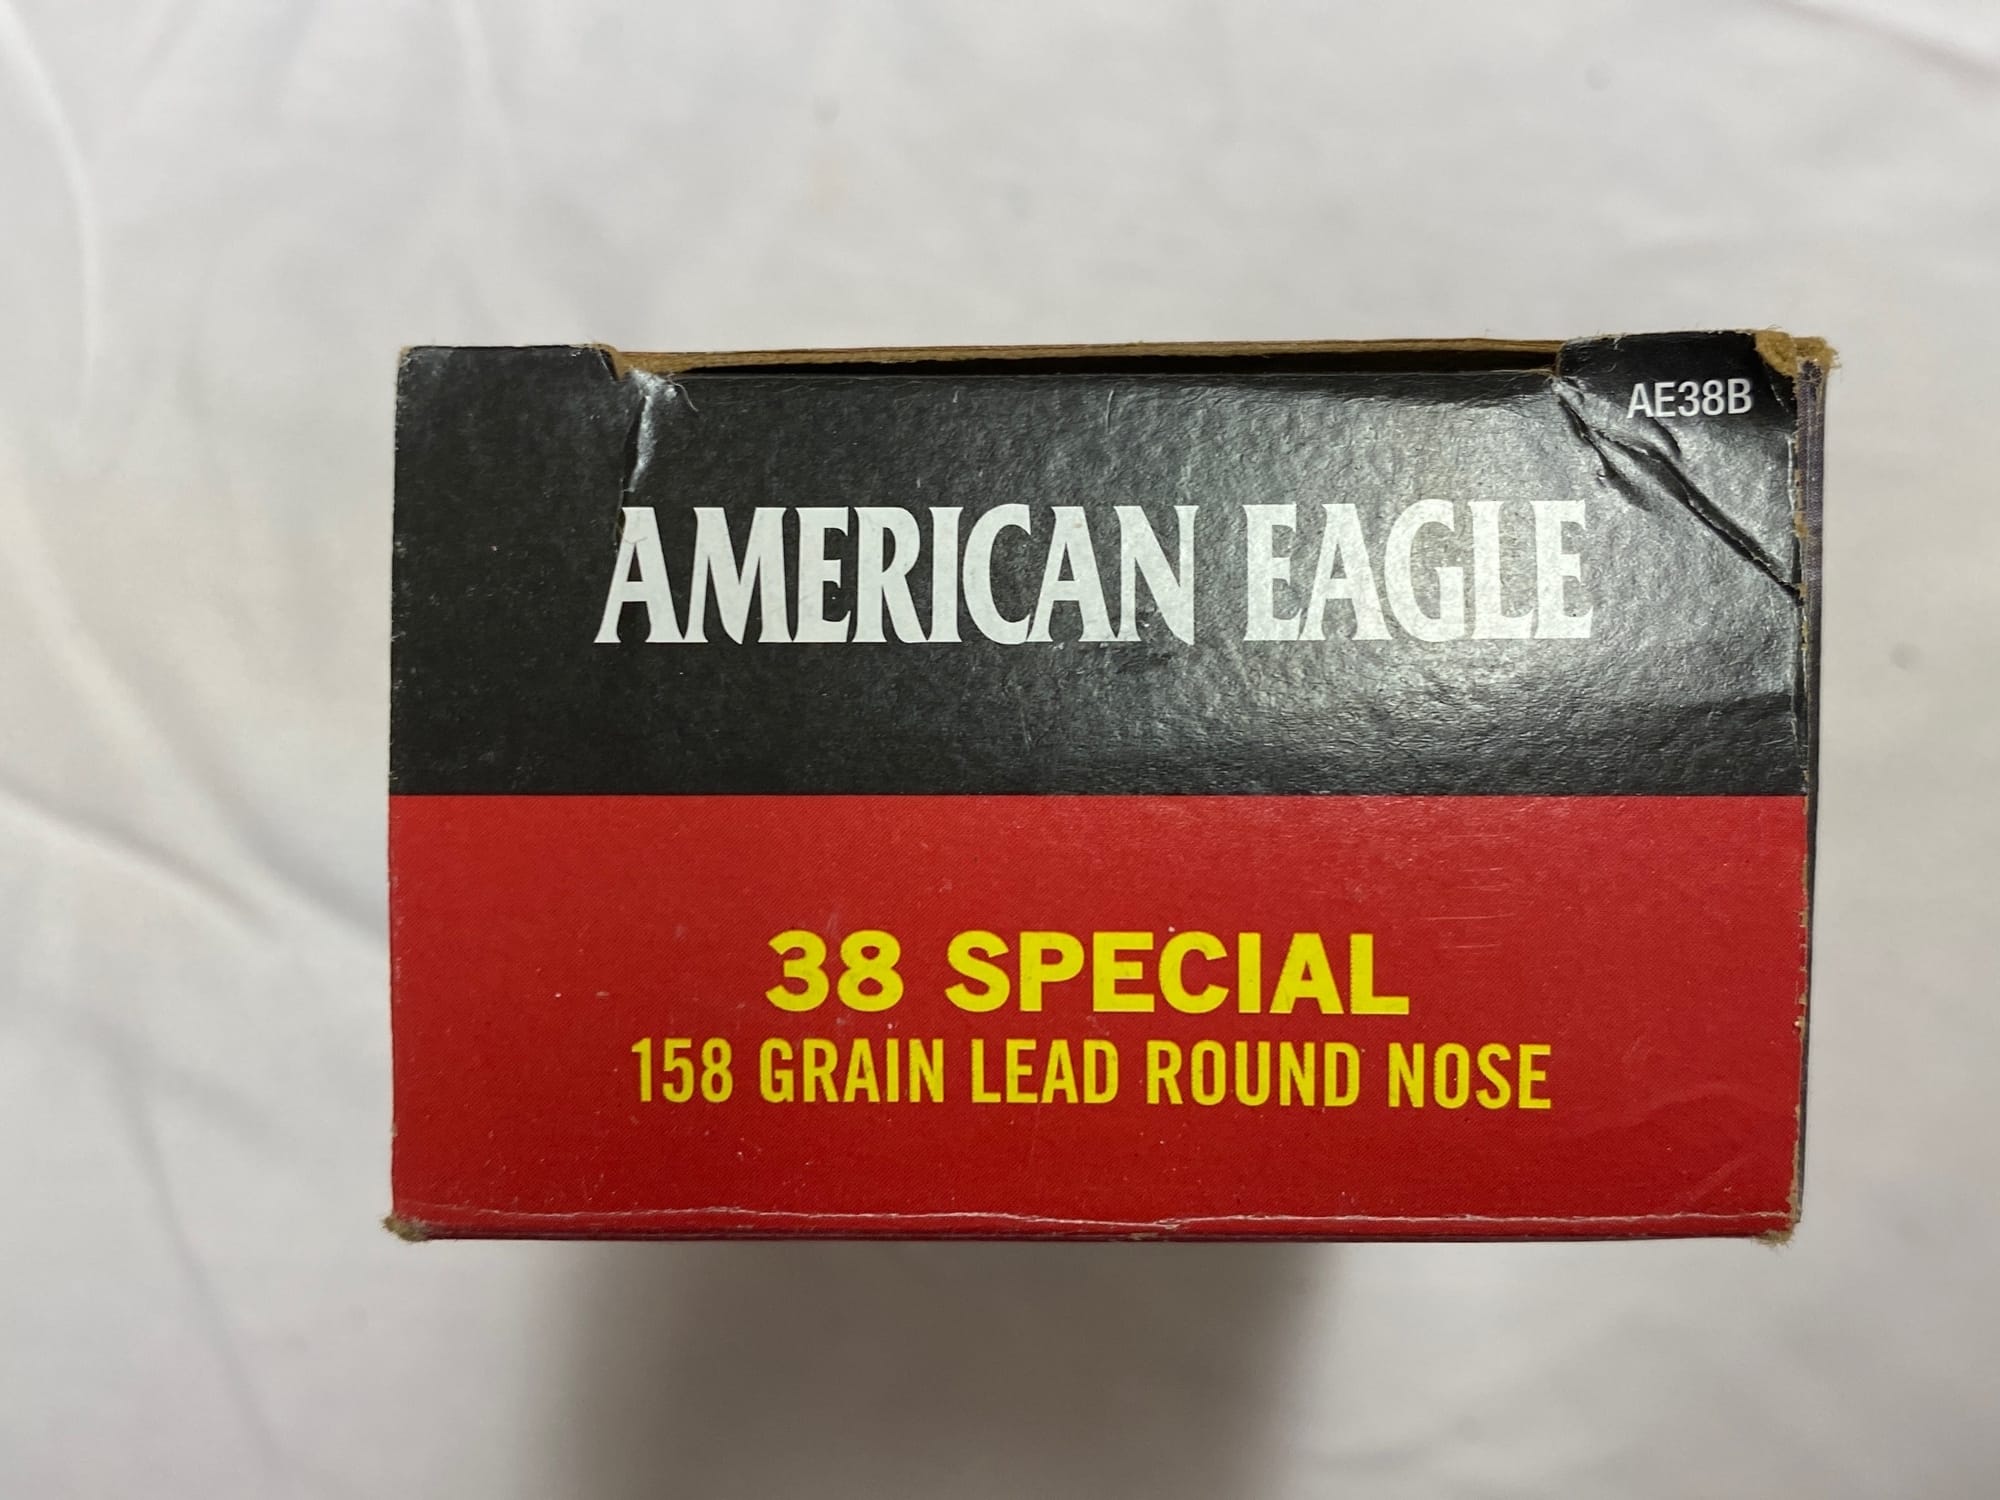 AE38B
AMERICAN EAGLE
38 SPECIAL
158 GRAIN LEAD ROUND NOSE